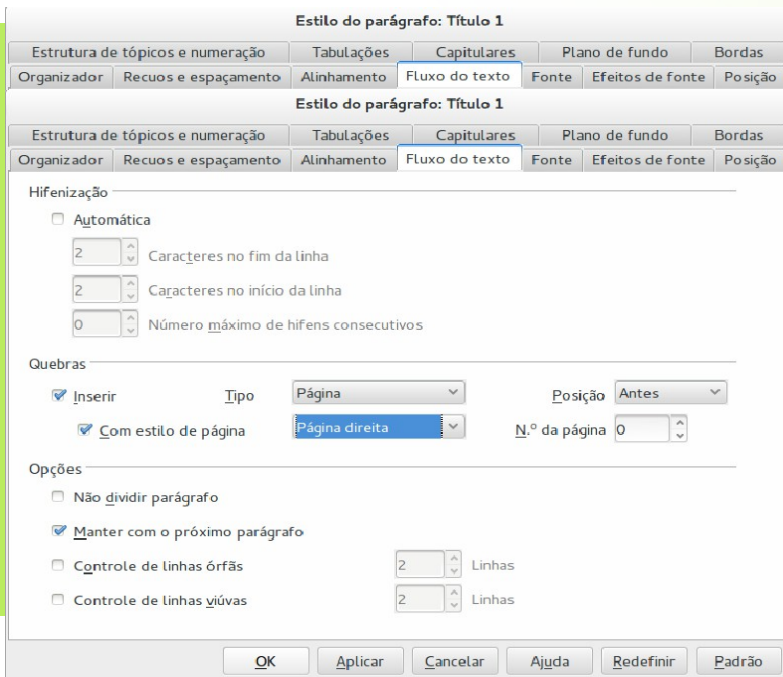 Estilo do parágrafo: Título 1
Estrutura de tópicos e numeração Tabulações Capitulares Plano de fundo Bordas
Organizador Recuos e espaçamento Alinhamento Fluxo do texto Fonte Efeitos de fonte Posição
Estilo do parágrafo: Título 1
Estrutura de tópicos e numeração Tabulações Capitulares Plano de fundo Bordas
Organizador Recuos e espaçamento Alinhamento Fluxo do texto Fonte Efeitos de fonte Posição
Hifenização
Automática
2 Caracteres no fim da linha
2 Caracteres no início da linha
0 Número máximo de hifens consecutivos
Quebras
Inserir Tipo Página Posição Antes
Com estilo de página Página direita N.º da página 0
Opções
Não dividir parágrafo
Manter com o próximo parágrafo
Controle de linhas órfãs 2 Linhas
Controle de linhas viúvas 2 Linhas
OK Aplicar Cancelar Ajuda Redefinir Padrão